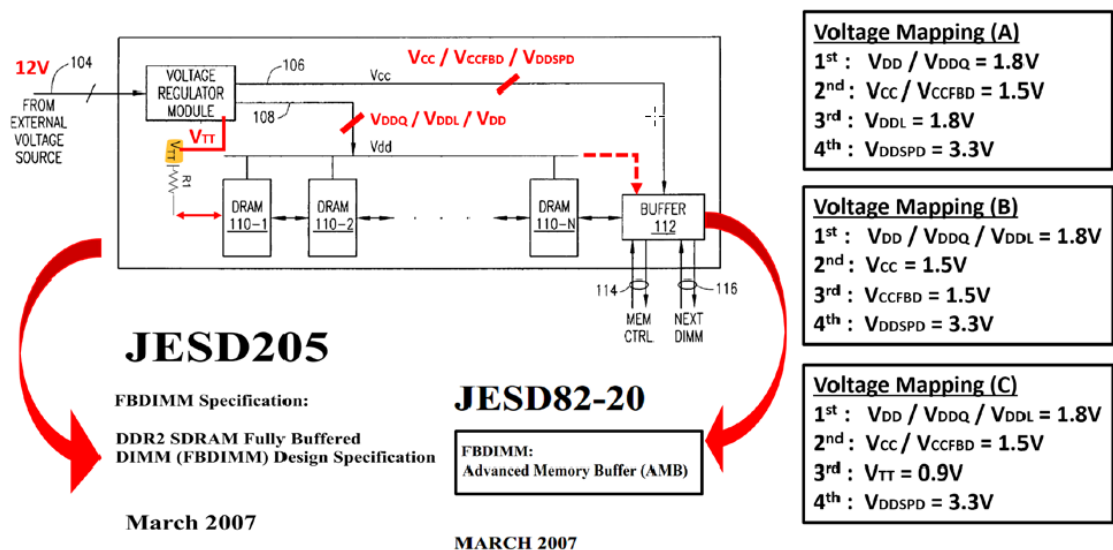 12V
104
FROM
EXTERNAL
VOLTAGE
SOURCE
VOLTAGE
REGULATOR
MODULE
106
Vcc
VCC / VCCFBD / VDDSPD
108
VDDQ / VDDL / VDD
Vdd
VTT
VTT
R1
DRAM
110-1
DRAM
110-2
. . . .
DRAM
110-N
BUFFER
112
114
116
MEM
CTRL.
NEXT
DIMM
JESD205
FBDIMM Specification:
DDR2 SDRAM Fully Buffered
DIMM (FBDIMM) Design Specification
March 2007
JESD82-20
FBDIMM:
Advanced Memory Buffer (AMB)
MARCH 2007
Voltage Mapping (A)
1st : VDD / VDDQ = 1.8V
2nd : VCC / VCCFBD = 1.5V
3rd : VDDL = 1.8V
4th : VDDSPD = 3.3V
Voltage Mapping (B)
1st : VDD / VDDQ / VDDL = 1.8V
2nd : VCC = 1.5V
3rd : VCCFBD = 1.5V
4th : VDDSPD = 3.3V
Voltage Mapping (C)
1st : VDD / VDDQ / VDDL = 1.8V
2nd : VCC / VCCFBD = 1.5V
3rd : VTT = 0.9V
4th : VDDSPD = 3.3V